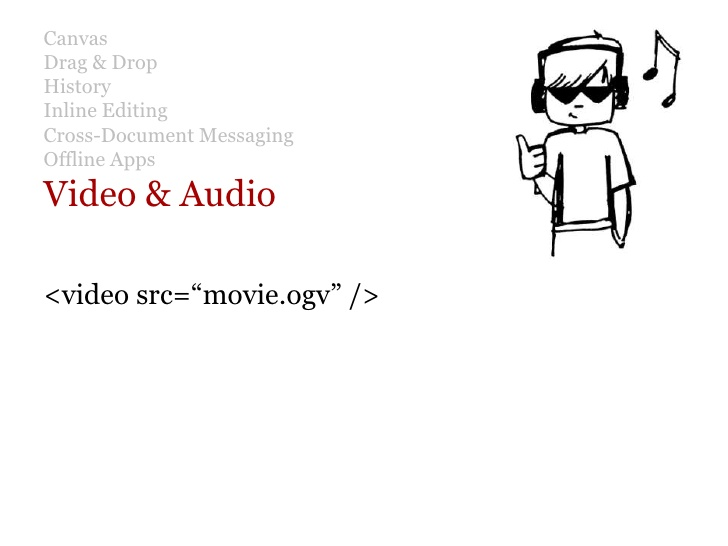 Canvas
Drag & Drop
History
Inline Editing
Cross-Document Messaging
Offline Apps
Video & Audio
<video src=“movie.ogv” />